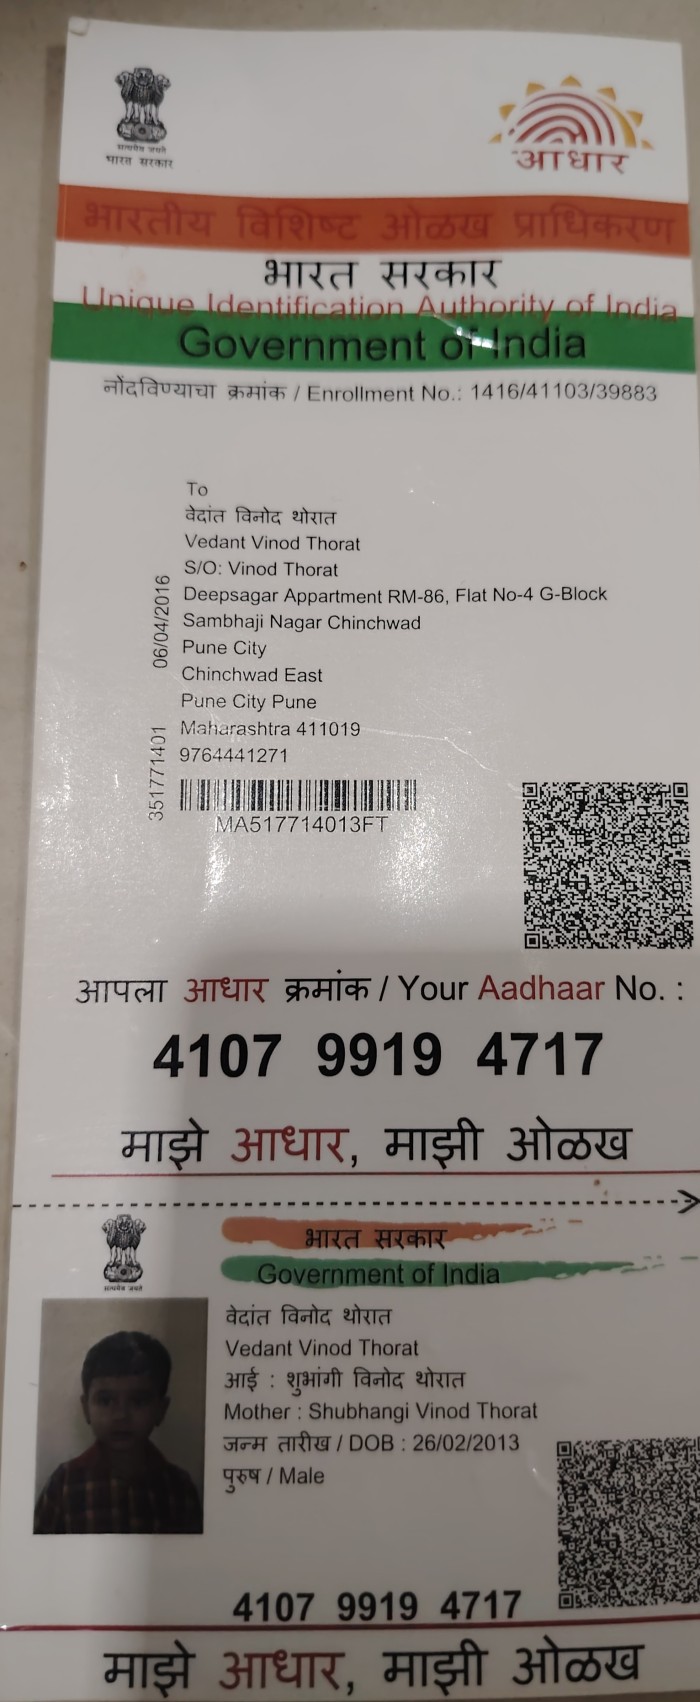 सत्यमेव जयते
भारत सरकार
आधार
भारतीय विशिष्ट ओळख प्राधिकरण
भारत सरकार
Unique Identification Authority of India
Government of India
नोंदविण्याचा क्रमांक / Enrollment No.: 1416/41103/39883
To
वेदांत विनोद थोरात
Vedant Vinod Thorat
S/O: Vinod Thorat
Deepsagar Appartment RM-86, Flat No-4 G-Block
Sambhaji Nagar Chinchwad
Pune City
Chinchwad East
Pune City Pune
Maharashtra 411019
9764441271
06/04/2016
351771401
MA517714013FT
आपला आधार क्रमांक / Your Aadhaar No. :
4107 9919 4717
माझे आधार, माझी ओळख
भारत सरकार
Government of India
सत्यमेव जयते
वेदांत विनोद थोरात
Vedant Vinod Thorat
आई : शुभांगी विनोद थोरात
Mother : Shubhangi Vinod Thorat
जन्म तारीख / DOB : 26/02/2013
पुरुष / Male
4107 9919 4717
माझे आधार, माझी ओळख